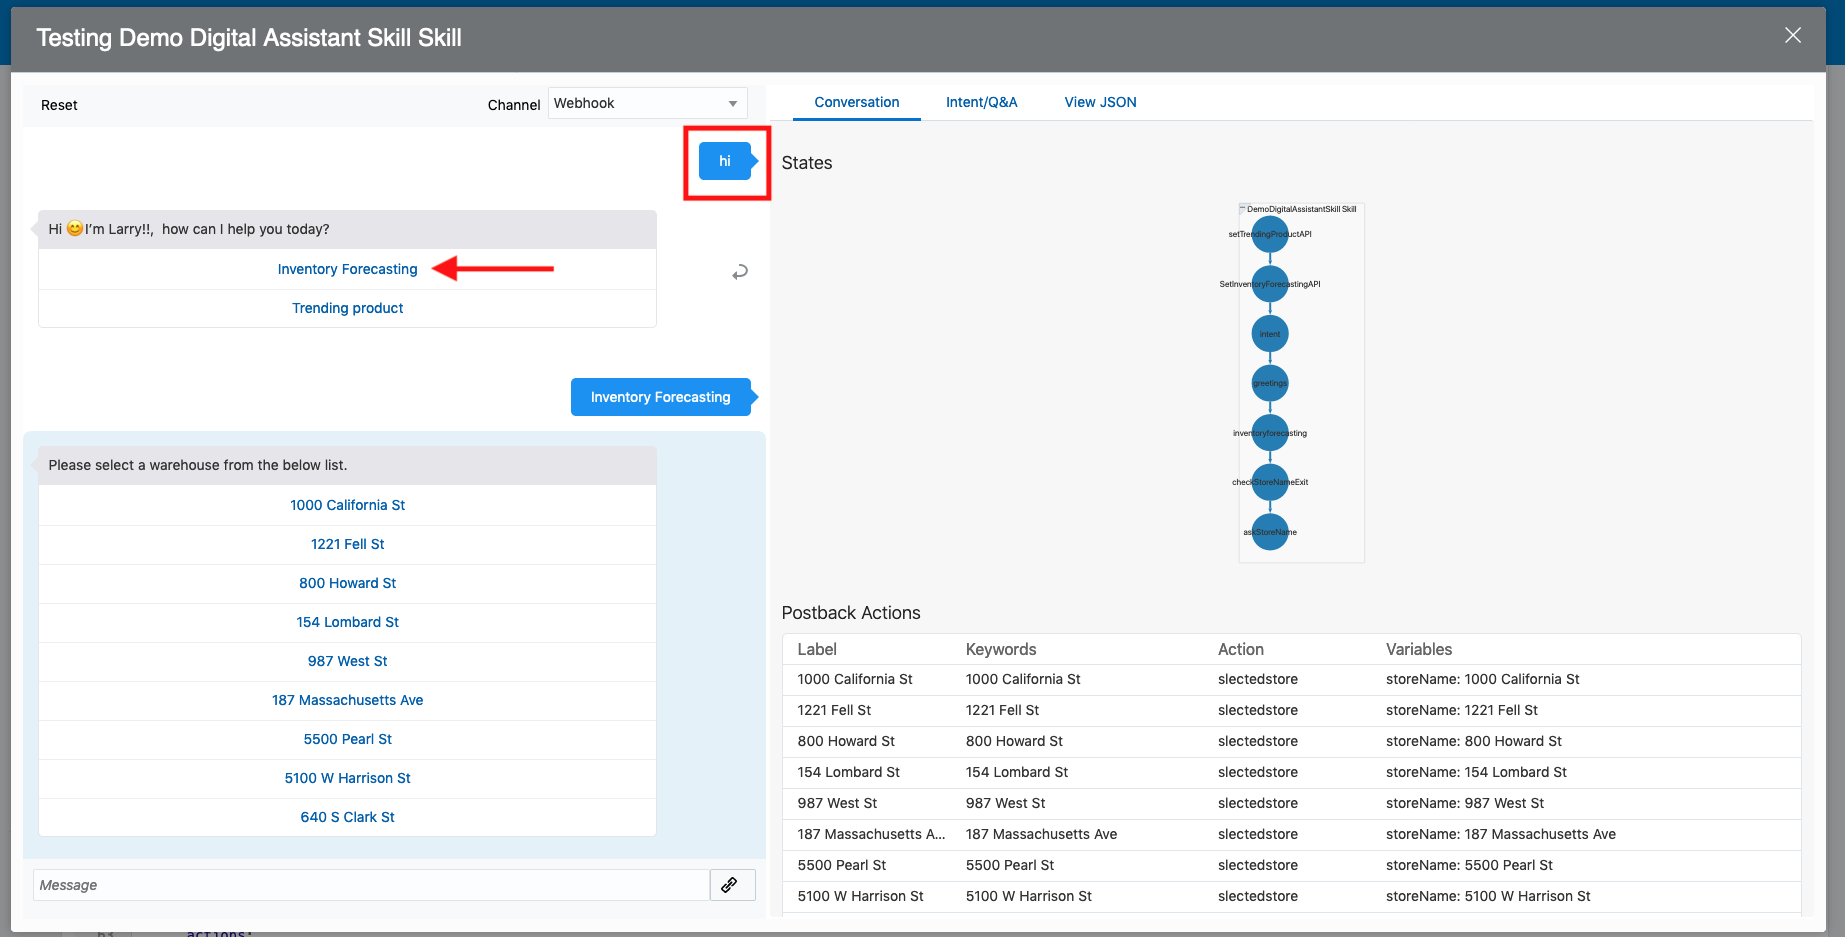 Testing Demo Digital Assistant Skill Skill
Reset
Channel
Webhook
hi
Hi 😊I'm Larry!!, how can I help you today?
Inventory Forecasting
Trending product
Inventory Forecasting
Please select a warehouse from the below list.
1000 California St
1221 Fell St
800 Howard St
154 Lombard St
987 West St
187 Massachusetts Ave
5500 Pearl St
5100 W Harrison St
640 S Clark St
Message
Conversation Intent/Q&A View JSON
States
DemoDigitalAssistantSkill Skill
setTrendingProductAPI
SetInventoryForecastingAPI
intent
greetings
inventoryforecasting
checkStoreNameExit
askStoreName
Postback Actions
Label Keywords Action Variables
1000 California St 1000 California St slectedstore storeName: 1000 California St
1221 Fell St 1221 Fell St slectedstore storeName: 1221 Fell St
800 Howard St 800 Howard St slectedstore storeName: 800 Howard St
154 Lombard St 154 Lombard St slectedstore storeName: 154 Lombard St
987 West St 987 West St slectedstore storeName: 987 West St
187 Massachusetts A... 187 Massachusetts Ave slectedstore storeName: 187 Massachusetts Ave
5500 Pearl St 5500 Pearl St slectedstore storeName: 5500 Pearl St
5100 W Harrison St 5100 W Harrison St slectedstore storeName: 5100 W Harrison St
63 actions: